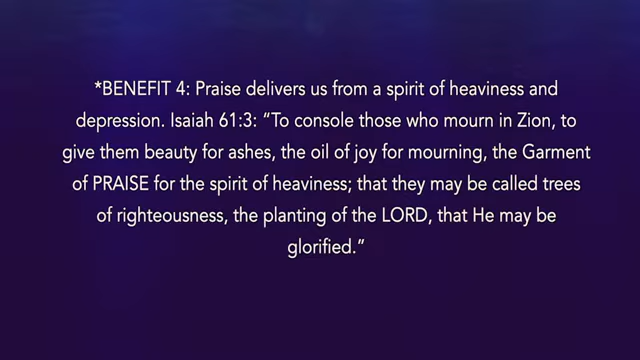 *BENEFIT 4: Praise delivers us from a spirit of heaviness and
depression. Isaiah 61:3: “To console those who mourn in Zion, to
give them beauty for ashes, the oil of joy for mourning, the Garment
of PRAISE for the spirit of heaviness; that they may be called trees
of righteousness, the planting of the LORD, that He may be
glorified.”